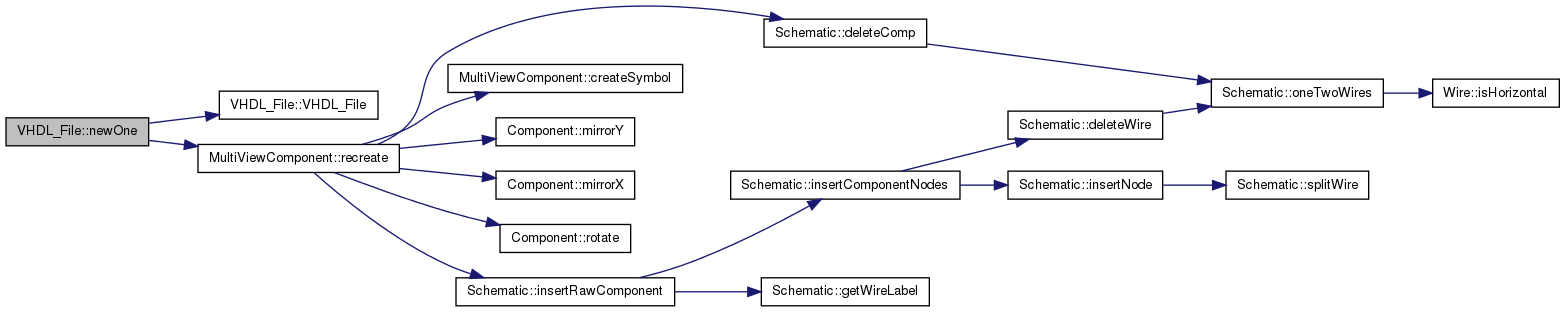 VHDL_File::newOne
VHDL_File::VHDL_File
MultiViewComponent::recreate
Schematic::deleteComp
MultiViewComponent::createSymbol
Component::mirrorY
Component::mirrorX
Component::rotate
Schematic::insertRawComponent
Schematic::insertComponentNodes
Schematic::getWireLabel
Schematic::deleteWire
Schematic::insertNode
Schematic::oneTwoWires
Schematic::splitWire
Wire::isHorizontal